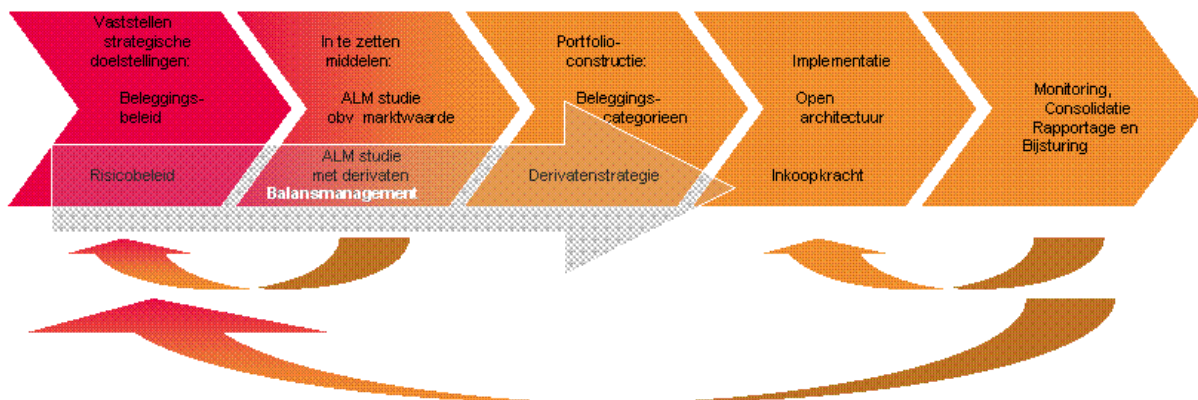 Vaststellen
strategische
doelstellingen:
Beleggings-
beleid
Risicobeleid
In te zetten
middelen:
ALM studie
obv marktwaarde
ALM studie
met derivaten
Balansmanagement
Portfolio-
constructie:
Beleggings-
categorieen
Derivatenstrategie
Implementatie
Open
architectuur
Inkoopkracht
Monitoring,
Consolidatie
Rapportage en
Bijsturing